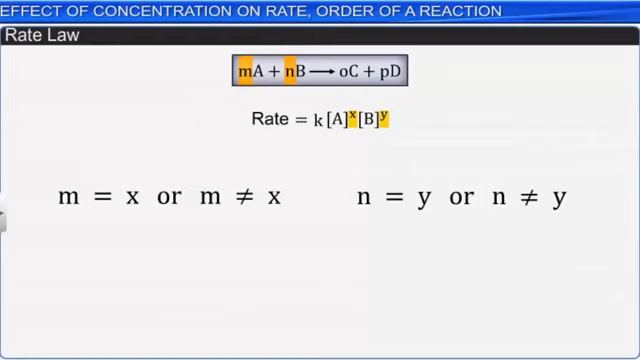 EFFECT OF CONCENTRATION ON RATE, ORDER OF A REACTION
Rate Law
mA + nB ⟶ oC + pD
Rate = k [A]ˣ[B]ʸ
m = x or m ≠ x n = y or n ≠ y